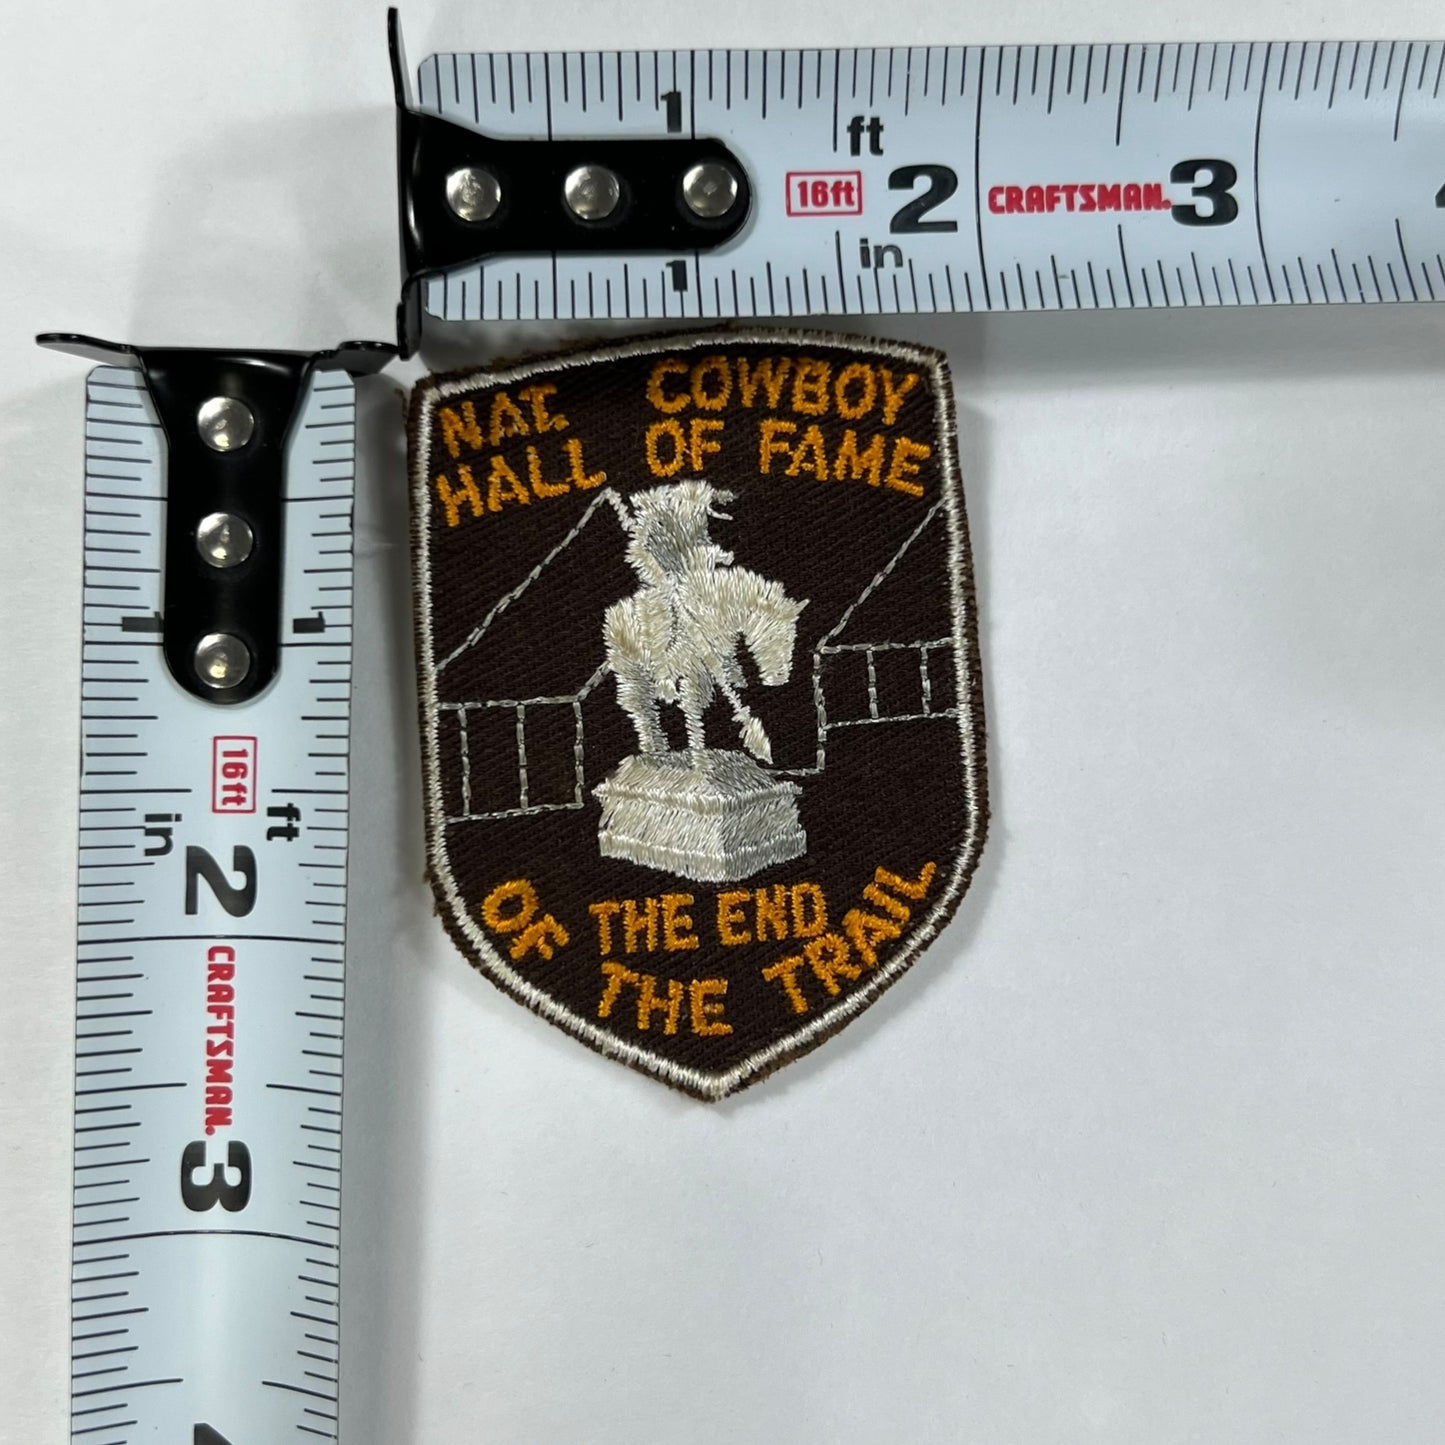 1
ft
16ft
2
CRAFTSMAN®
3
in
1
NAT. COWBOY
HALL OF FAME
THE END
OF THE TRAIL
1
1
16ft
ft
in
2
CRAFTSMAN®
3